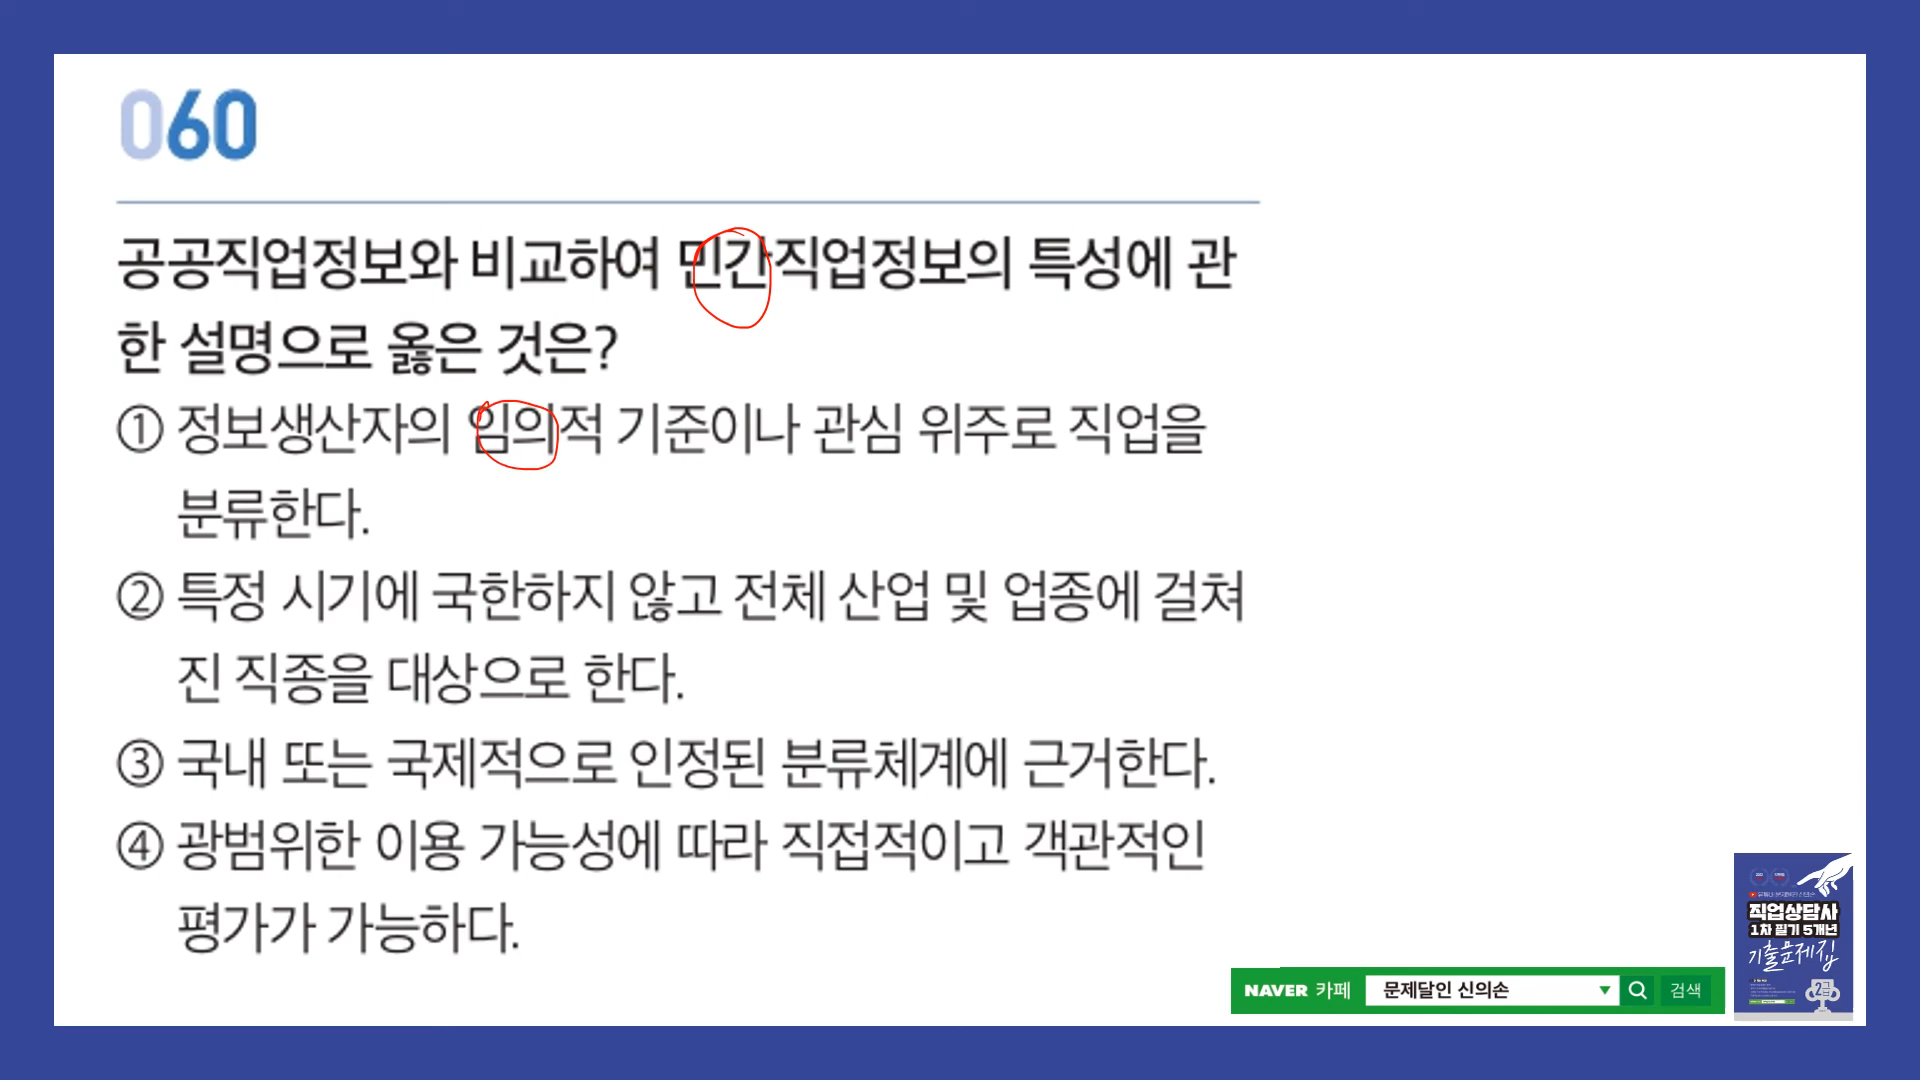 060
공공직업정보와 비교하여 민간직업정보의 특성에 관
한 설명으로 옳은 것은?
① 정보생산자의 임의적 기준이나 관심 위주로 직업을
분류한다.
② 특정 시기에 국한하지 않고 전체 산업 및 업종에 걸쳐
진 직종을 대상으로 한다.
③ 국내 또는 국제적으로 인정된 분류체계에 근거한다.
④ 광범위한 이용 가능성에 따라 직접적이고 객관적인
평가가 가능하다.
NAVER 카페 문제달인 신의손 검색
직업상담사
1차 필기 5개년
기출문제집
2급